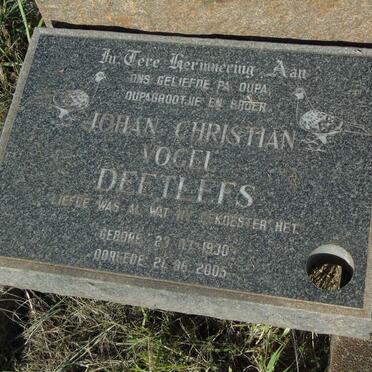 In Tere Herinnering Aan
ONS GELIEFDE PA OUPA,
OUPAGROOTJIE EN BROER
JOHAN CHRISTIAN
VOGEL
DEETLEFS
LIEFDE WAS AL WAT HY GEKOESTER HET.
GEBORE 23.07.1930
OORLEDE 21.06.2005